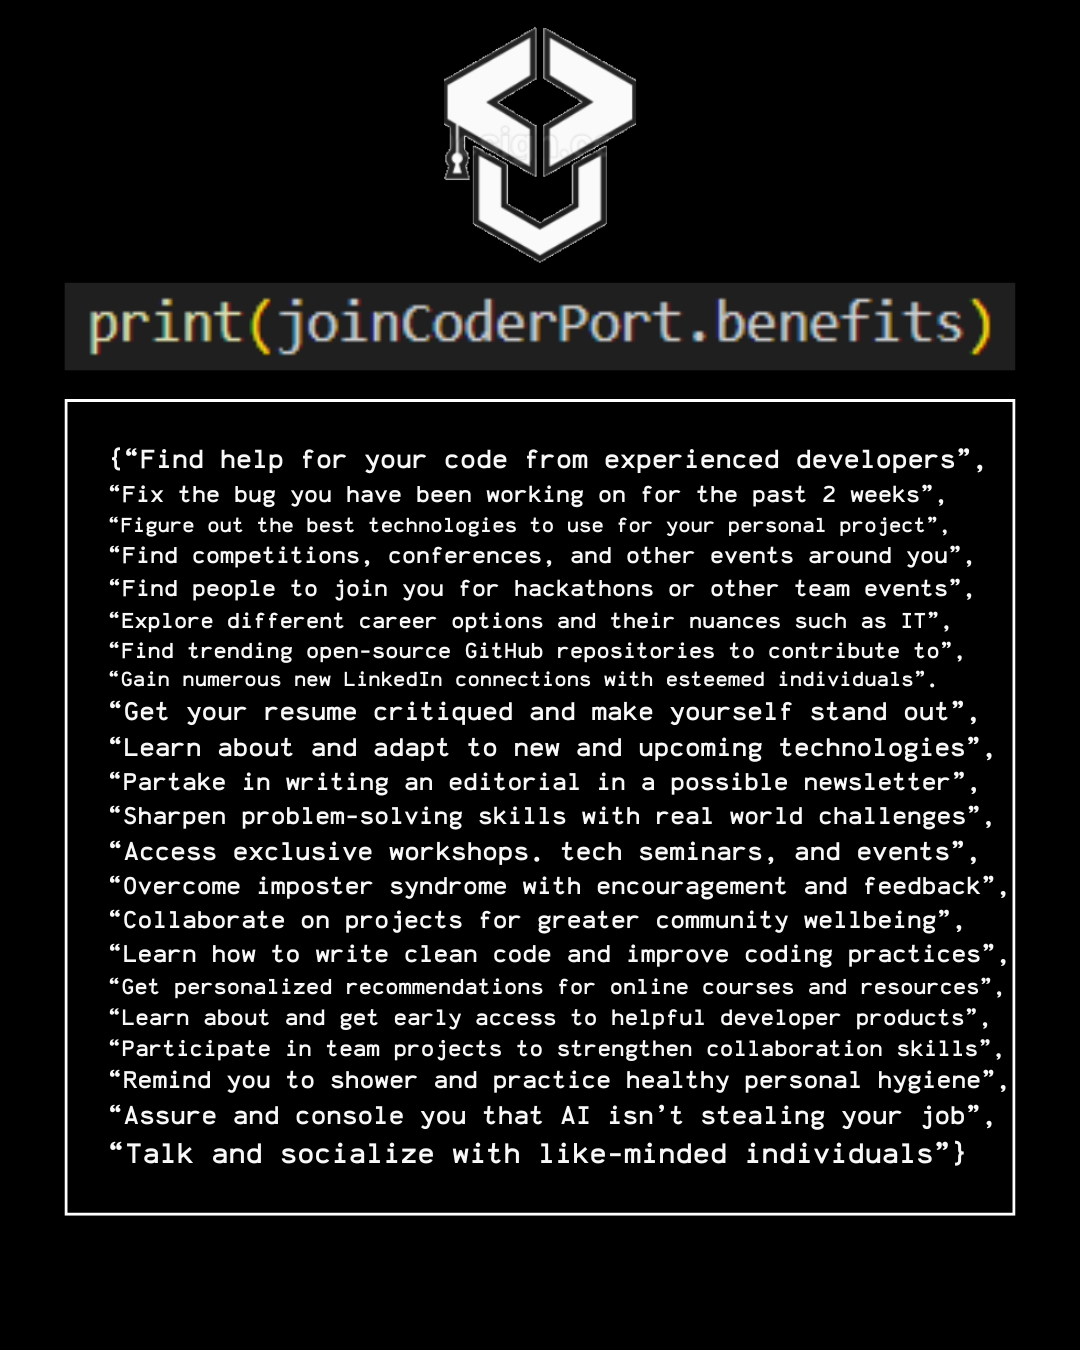 print(joinCoderPort.benefits)
{“Find help for your code from experienced developers”,
“Fix the bug you have been working on for the past 2 weeks”,
“Figure out the best technologies to use for your personal project”,
“Find competitions, conferences, and other events around you”,
“Find people to join you for hackathons or other team events”,
“Explore different career options and their nuances such as IT”,
“Find trending open-source GitHub repositories to contribute to”,
“Gain numerous new LinkedIn connections with esteemed individuals”.
“Get your resume critiqued and make yourself stand out”,
“Learn about and adapt to new and upcoming technologies”,
“Partake in writing an editorial in a possible newsletter”,
“Sharpen problem-solving skills with real world challenges”,
“Access exclusive workshops. tech seminars, and events”,
“Overcome imposter syndrome with encouragement and feedback”,
“Collaborate on projects for greater community wellbeing”,
“Learn how to write clean code and improve coding practices”,
“Get personalized recommendations for online courses and resources”,
“Learn about and get early access to helpful developer products”,
“Participate in team projects to strengthen collaboration skills”,
“Remind you to shower and practice healthy personal hygiene”,
“Assure and console you that AI isn’t stealing your job”,
“Talk and socialize with like-minded individuals”}